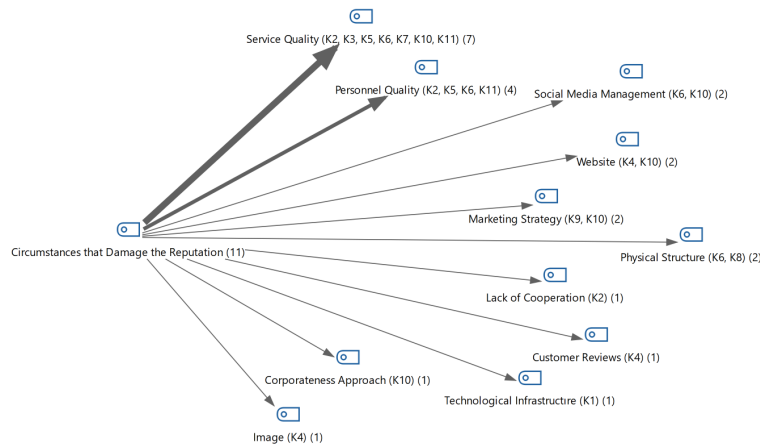 Service Quality (K2, K3, K5, K6, K7, K10, K11) (7)
Personnel Quality (K2, K5, K6, K11) (4)
Social Media Management (K6, K10) (2)
Website (K4, K10) (2)
Marketing Strategy (K9, K10) (2)
Circumstances that Damage the Reputation (11)
Physical Structure (K6, K8) (2)
Lack of Cooperation (K2) (1)
Customer Reviews (K4) (1)
Corporateness Approach (K10) (1)
Technological Infrastructıre (K1) (1)
Image (K4) (1)